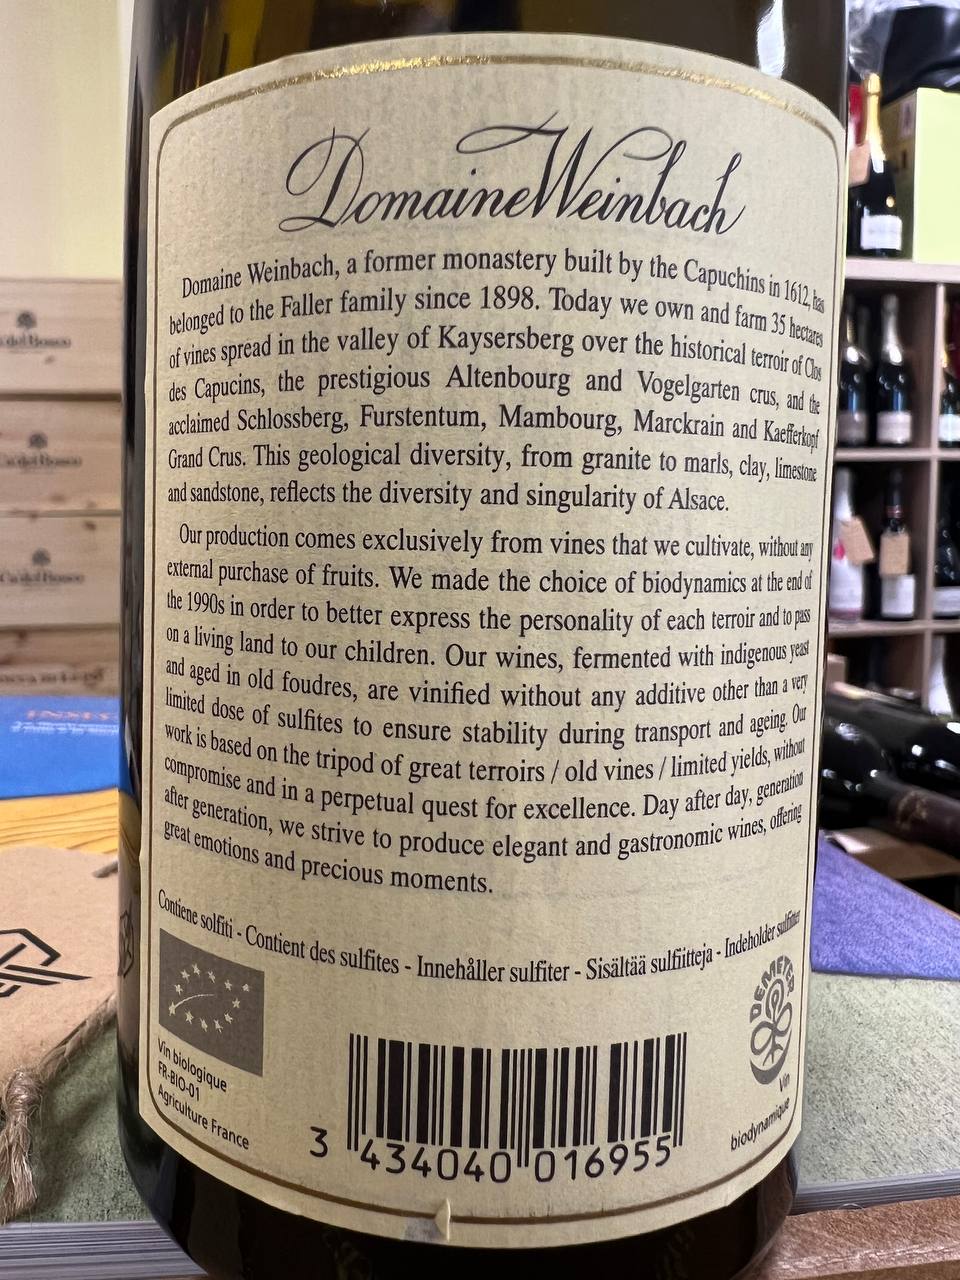 Domaine Weinbach
Domaine Weinbach, a former monastery built by the Capuchins in 1612, has
belonged to the Faller family since 1898. Today we own and farm 35 hectares
of vines spread in the valley of Kaysersberg over the historical terroir of Clos
des Capucins, the prestigious Altenbourg and Vogelgarten crus, and the
acclaimed Schlossberg, Furstentum, Mambourg, Marckrain and Kaefferkopf
Grand Crus. This geological diversity, from granite to marls, clay, limestone
and sandstone, reflects the diversity and singularity of Alsace.
Our production comes exclusively from vines that we cultivate, without any
external purchase of fruits. We made the choice of biodynamics at the end of
the 1990s in order to better express the personality of each terroir and to pass
on a living land to our children. Our wines, fermented with indigenous yeast
and aged in old foudres, are vinified without any additive other than a very
limited dose of sulfites to ensure stability during transport and ageing. Our
work is based on the tripod of great terroirs / old vines / limited yields, without
compromise and in a perpetual quest for excellence. Day after day, generation
after generation, we strive to produce elegant and gastronomic wines, offering
great emotions and precious moments.
Contiene solfiti - Contient des sulfites - Innehåller sulfiter - Sisältää sulfiitteja - Indeholder sulfitter
DEMETER
Vin
biodynamique
Vin biologique
FR-BIO-01
Agriculture France
3 434040 016955